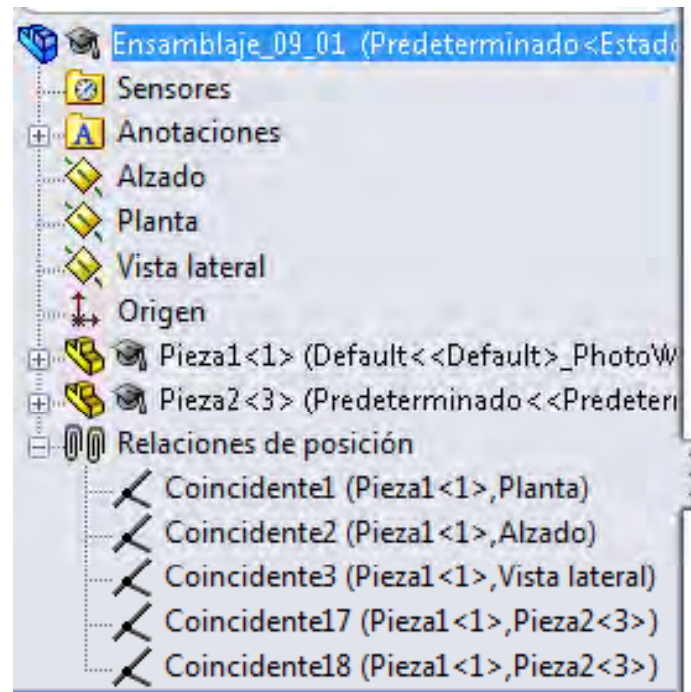 Ensamblaje_09_01 (Predeterminado<Estado
Sensores
A Anotaciones
Alzado
Planta
Vista lateral
Origen
Pieza1<1> (Default<<Default>_PhotoW
Pieza2<3> (Predeterminado<<Predeter
Relaciones de posición
Coincidente1 (Pieza1<1>,Planta)
Coincidente2 (Pieza1<1>,Alzado)
Coincidente3 (Pieza1<1>,Vista lateral)
Coincidente17 (Pieza1<1>,Pieza2<3>)
Coincidente18 (Pieza1<1>,Pieza2<3>)